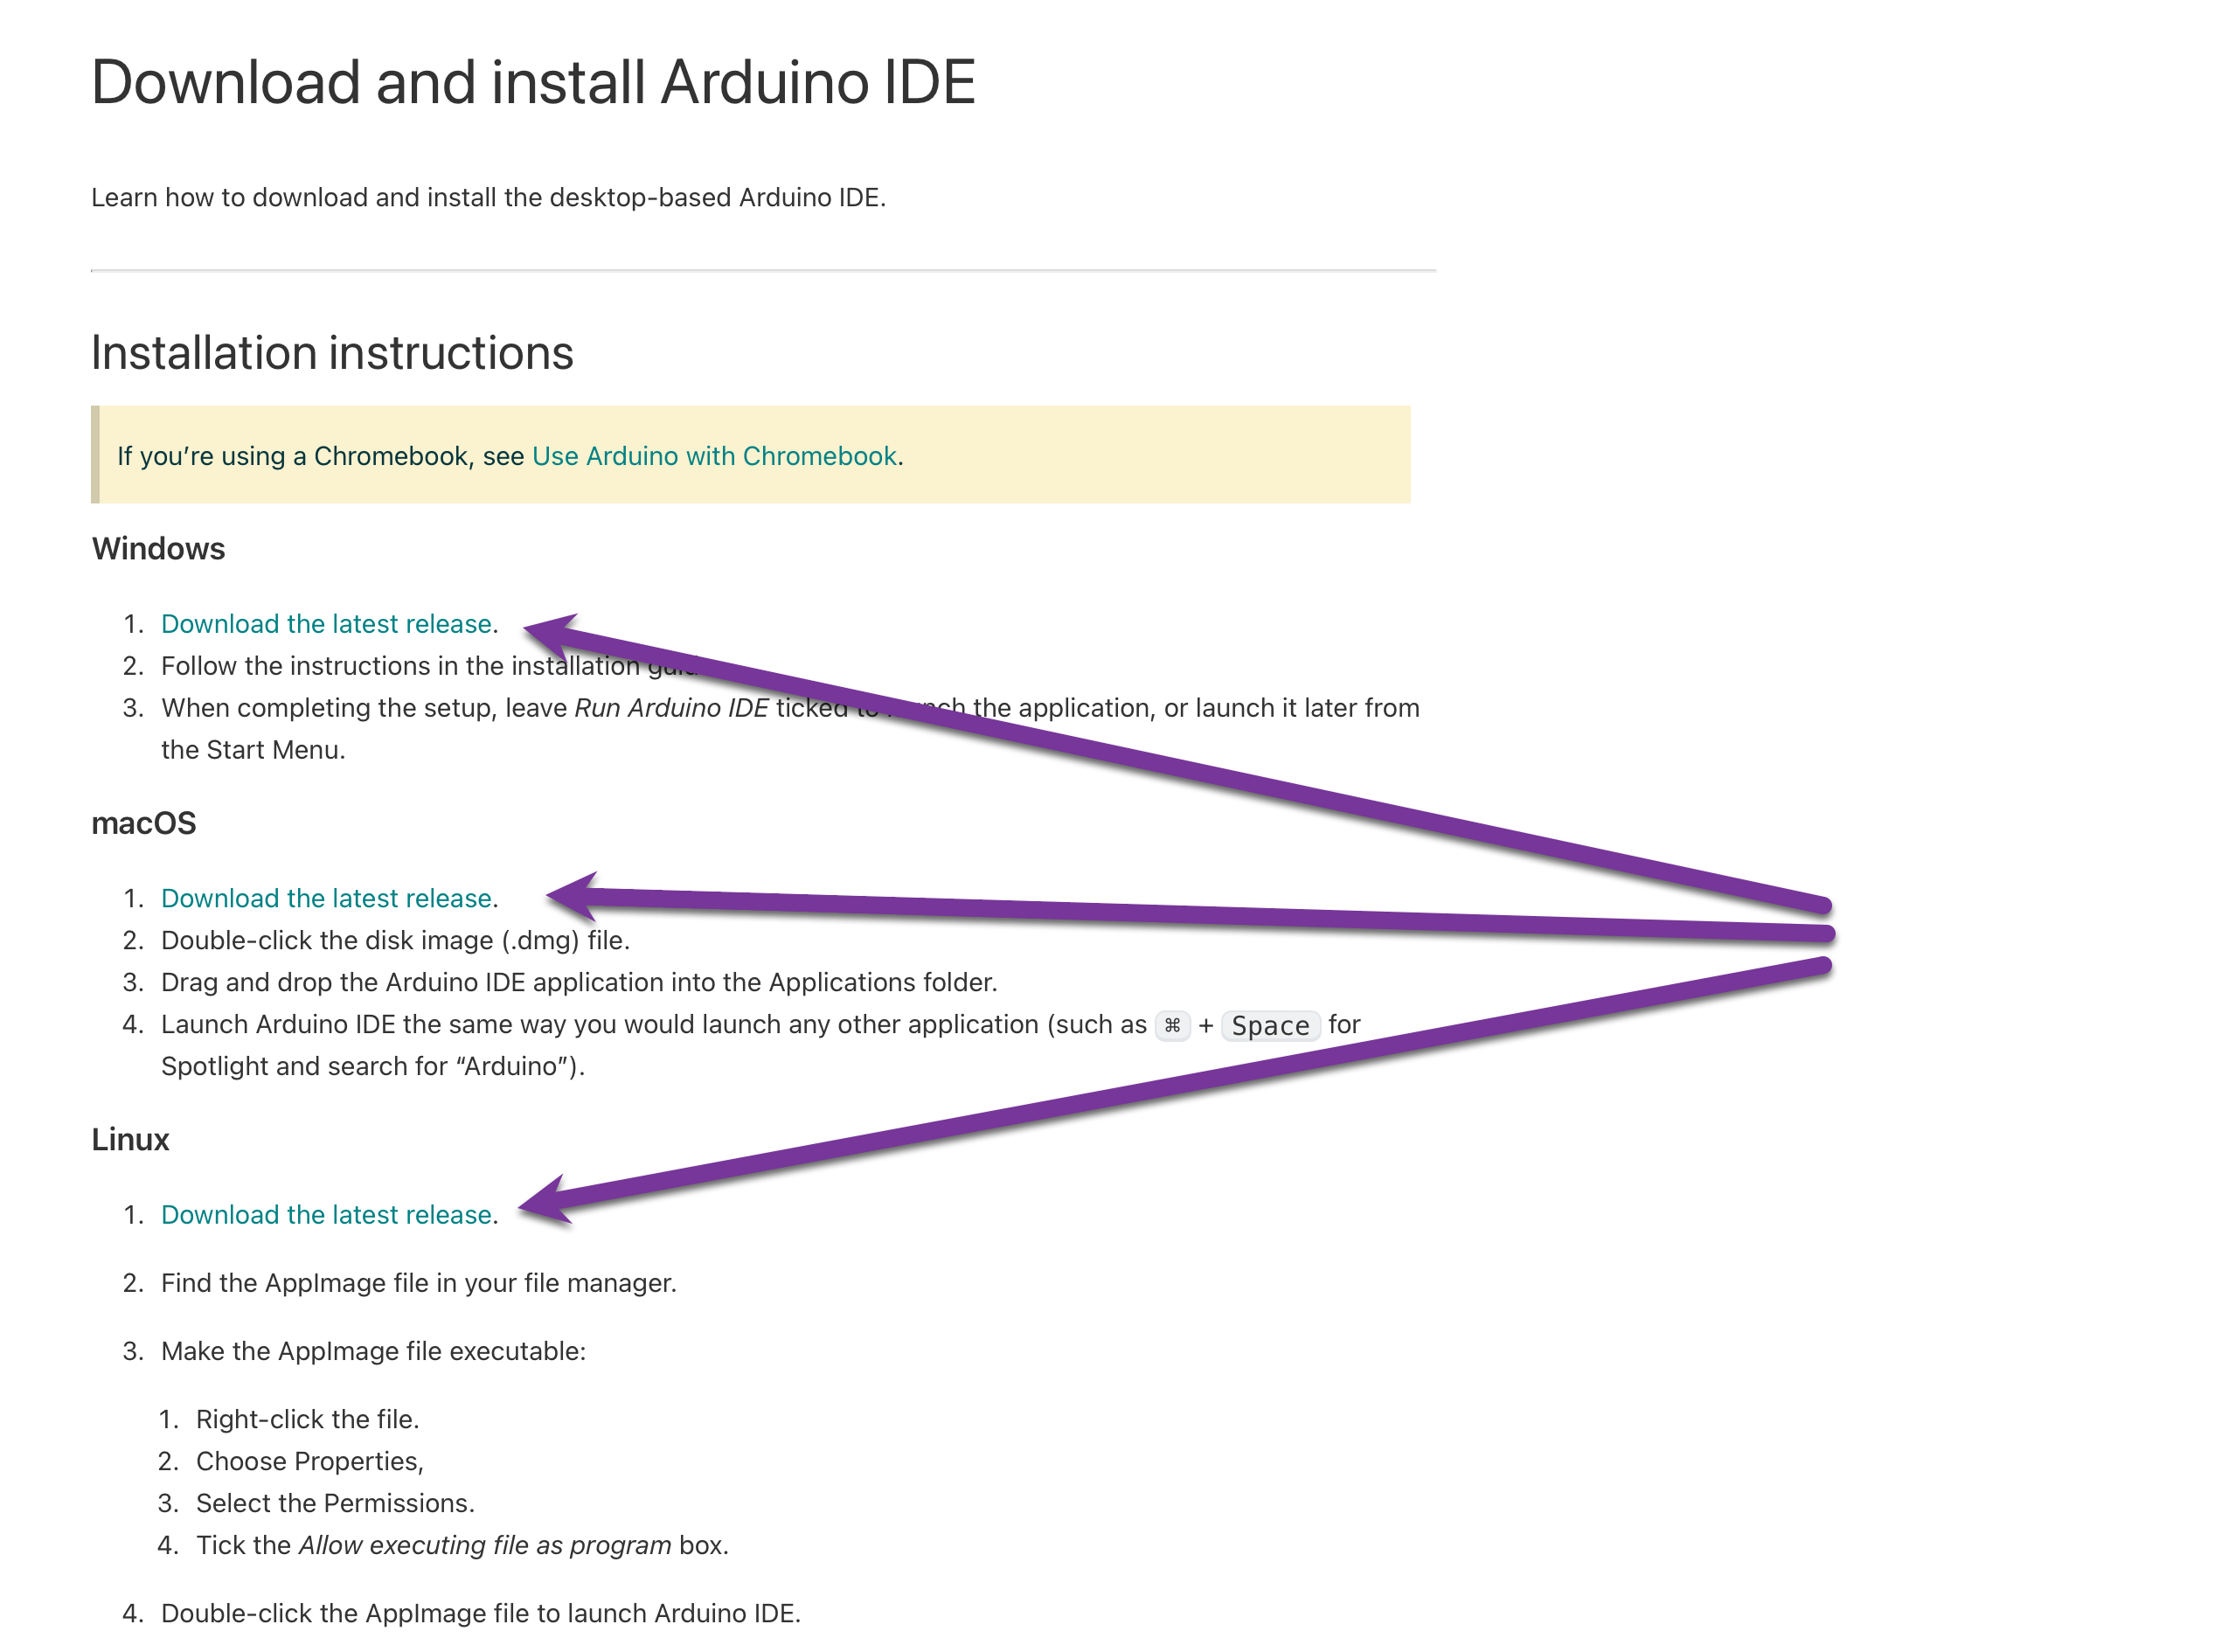 Download and install Arduino IDE
Learn how to download and install the desktop-based Arduino IDE.
Installation instructions
If you’re using a Chromebook, see Use Arduino with Chromebook.
Windows
1. Download the latest release.
2. Follow the instructions in the installation
3. When completing the setup, leave Run Arduino IDE ticked to the application, or launch it later from
the Start Menu.
macOS
1. Download the latest release.
2. Double-click the disk image (.dmg) file.
3. Drag and drop the Arduino IDE application into the Applications folder.
4. Launch Arduino IDE the same way you would launch any other application (such as ⌘ + Space for
Spotlight and search for “Arduino”).
Linux
1. Download the latest release.
2. Find the AppImage file in your file manager.
3. Make the AppImage file executable:
1. Right-click the file.
2. Choose Properties,
3. Select the Permissions.
4. Tick the Allow executing file as program box.
4. Double-click the AppImage file to launch Arduino IDE.